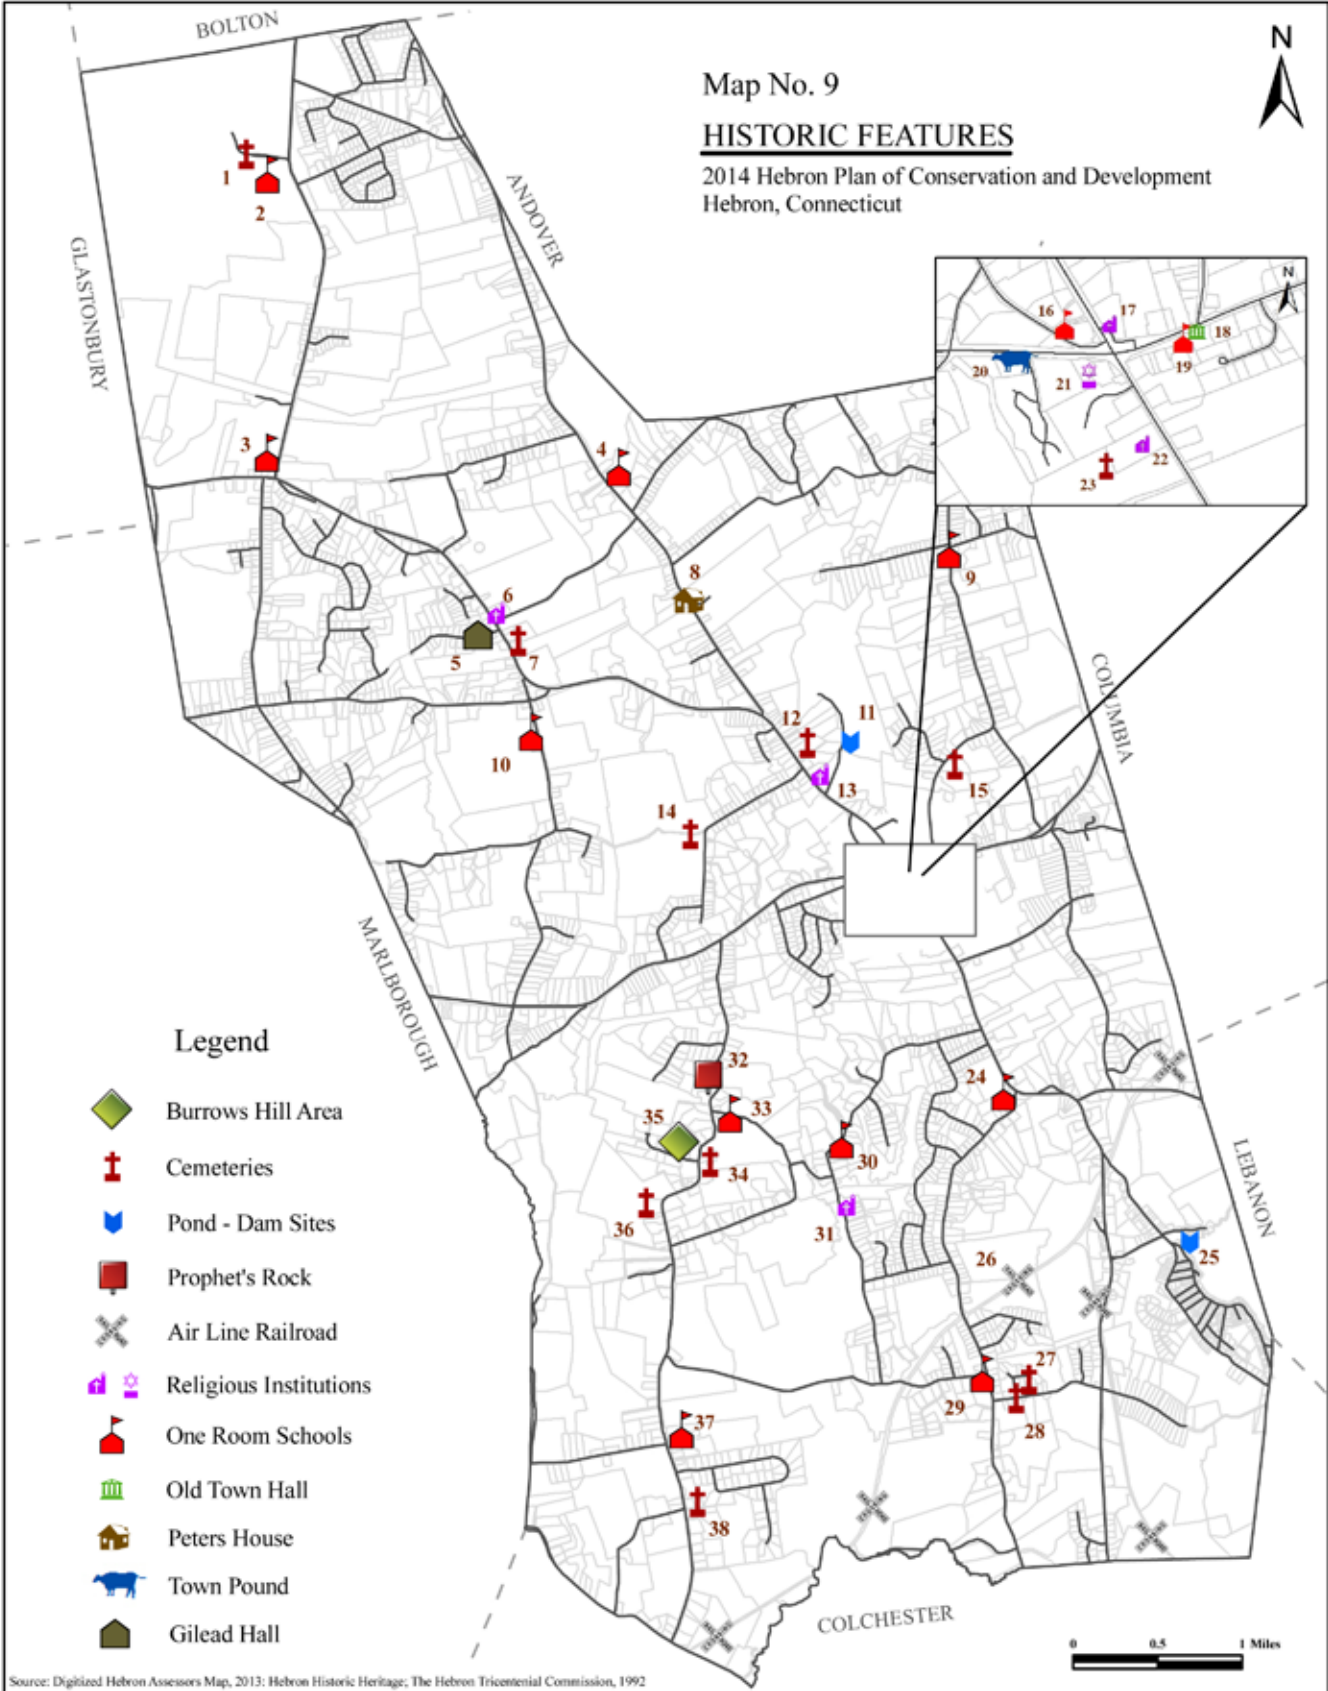 BOLTON
N
Map No. 9
HISTORIC FEATURES
2014 Hebron Plan of Conservation and Development
Hebron, Connecticut
ANDOVER
GLASTONBURY
1
2
3
4
N
16
17
18
19
20
21
22
23
9
8
6
5
7
COLUMBIA
12
11
10
13
15
14
MARLBOROUGH
Legend
Burrows Hill Area
Cemeteries
Pond - Dam Sites
Prophet's Rock
Air Line Railroad
Religious Institutions
One Room Schools
Old Town Hall
Peters House
Town Pound
Gilead Hall
32
24
33
35
30
34
LEBANON
36
31
26
25
27
29
28
37
38
COLCHESTER
0 0.5 1 Miles
Source: Digitized Hebron Assessors Map, 2013: Hebron Historic Heritage; The Hebron Tricentennial Commission, 1992